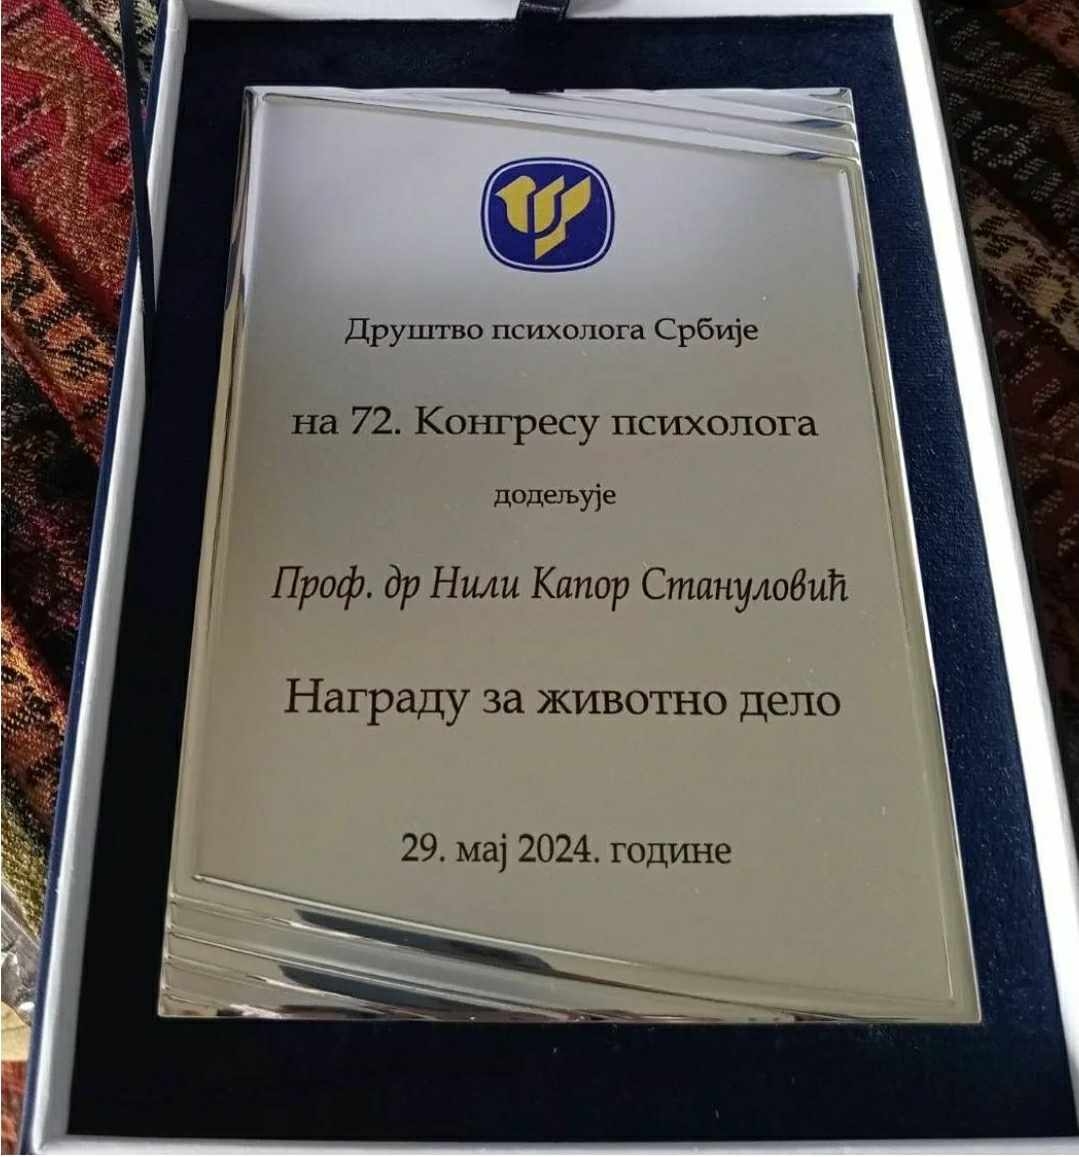 Друштво психолога Србије
на 72. Конгресу психолога
додељује
Проф. др Нили Капор Стануловић
Награду за животно дело
29. мај 2024. године